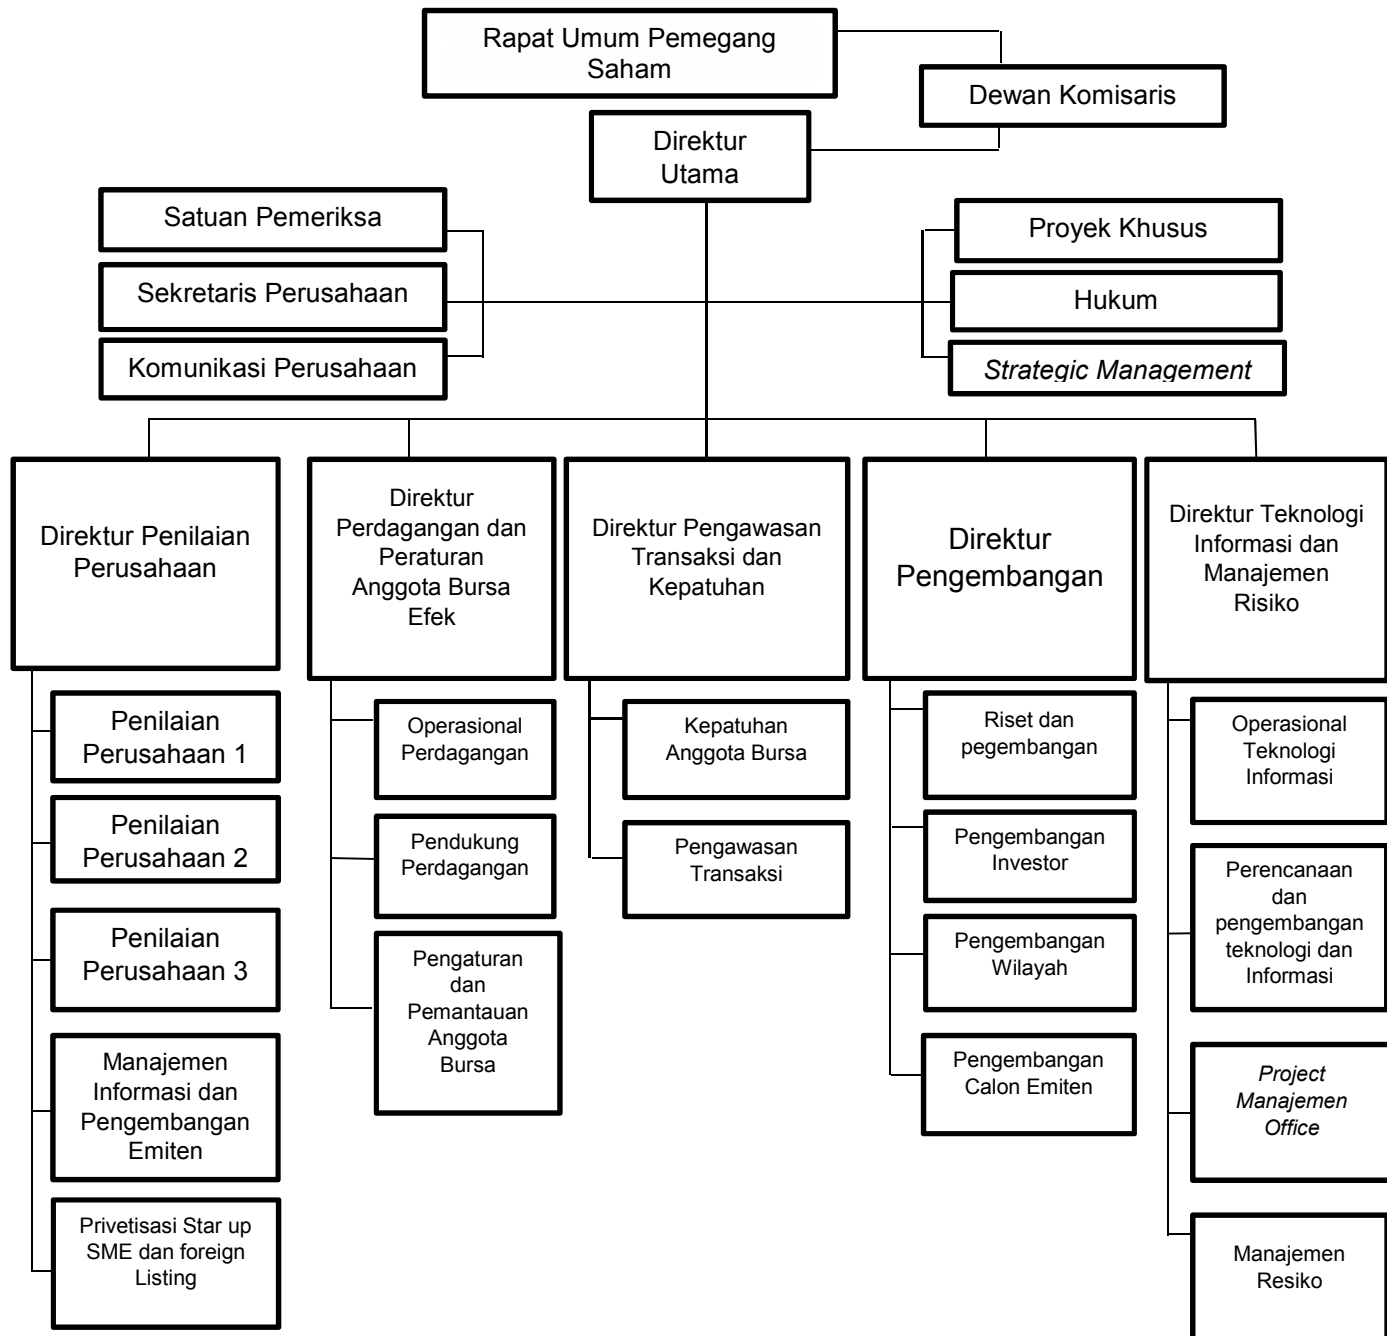 Rapat Umum Pemegang
Saham
Dewan Komisaris
Direktur
Utama
Satuan Pemeriksa
Proyek Khusus
Sekretaris Perusahaan
Hukum
Komunikasi Perusahaan
Strategic Management
Direktur Penilaian
Perusahaan
Direktur
Perdagangan dan
Peraturan
Anggota Bursa
Efek
Direktur Pengawasan
Transaksi dan
Kepatuhan
Direktur
Pengembangan
Direktur Teknologi
Informasi dan
Manajemen
Risiko
Penilaian
Perusahaan 1
Penilaian
Perusahaan 2
Penilaian
Perusahaan 3
Manajemen
Informasi dan
Pengembangan
Emiten
Privetisasi Star up
SME dan foreign
Listing
Operasional
Perdagangan
Pendukung
Perdagangan
Pengaturan
dan
Pemantauan
Anggota
Bursa
Kepatuhan
Anggota Bursa
Pengawasan
Transaksi
Riset dan
pegembangan
Pengembangan
Investor
Pengembangan
Wilayah
Pengembangan
Calon Emiten
Operasional
Teknologi
Informasi
Perencanaan
dan
pengembangan
teknologi dan
Informasi
Project
Manajemen
Office
Manajemen
Resiko